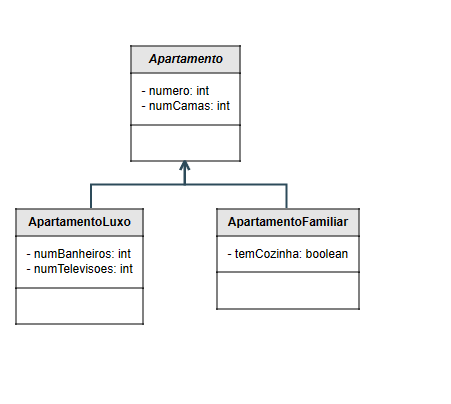 Apartamento
- numero: int
- numCamas: int
ApartamentoLuxo
- numBanheiros: int
- numTelevisoes: int
ApartamentoFamiliar
- temCozinha: boolean